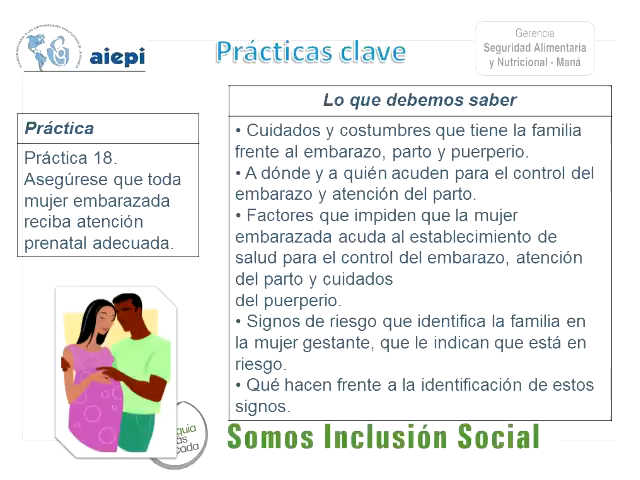 aiepi
Prácticas clave
Gerencia
Seguridad Alimentaria
y Nutricional - Maná
Práctica
Práctica 18.
Asegúrese que toda
mujer embarazada
reciba atención
prenatal adecuada.
Lo que debemos saber
• Cuidados y costumbres que tiene la familia
frente al embarazo, parto y puerperio.
• A dónde y a quién acuden para el control del
embarazo y atención del parto.
• Factores que impiden que la mujer
embarazada acuda al establecimiento de
salud para el control del embarazo, atención
del parto y cuidados
del puerperio.
• Signos de riesgo que identifica la familia en
la mujer gestante, que le indican que está en
riesgo.
• Qué hacen frente a la identificación de estos
signos.
Somos Inclusión Social